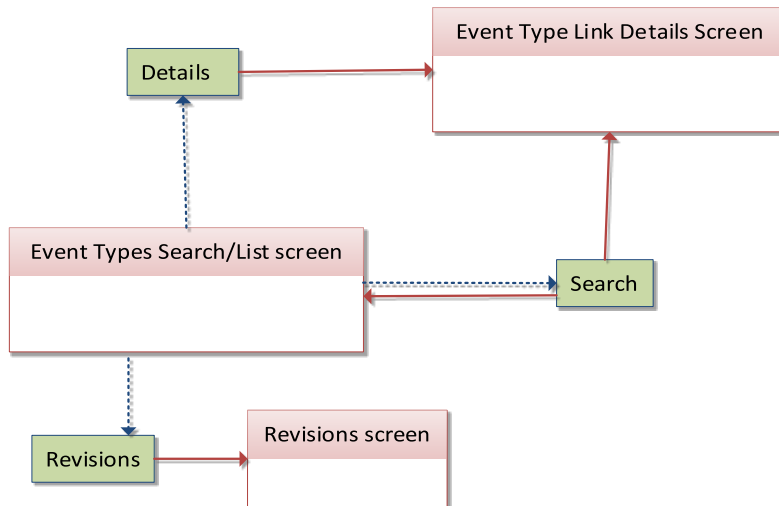 Event Type Link Details Screen
Details
Event Types Search/List screen
Search
Revisions screen
Revisions